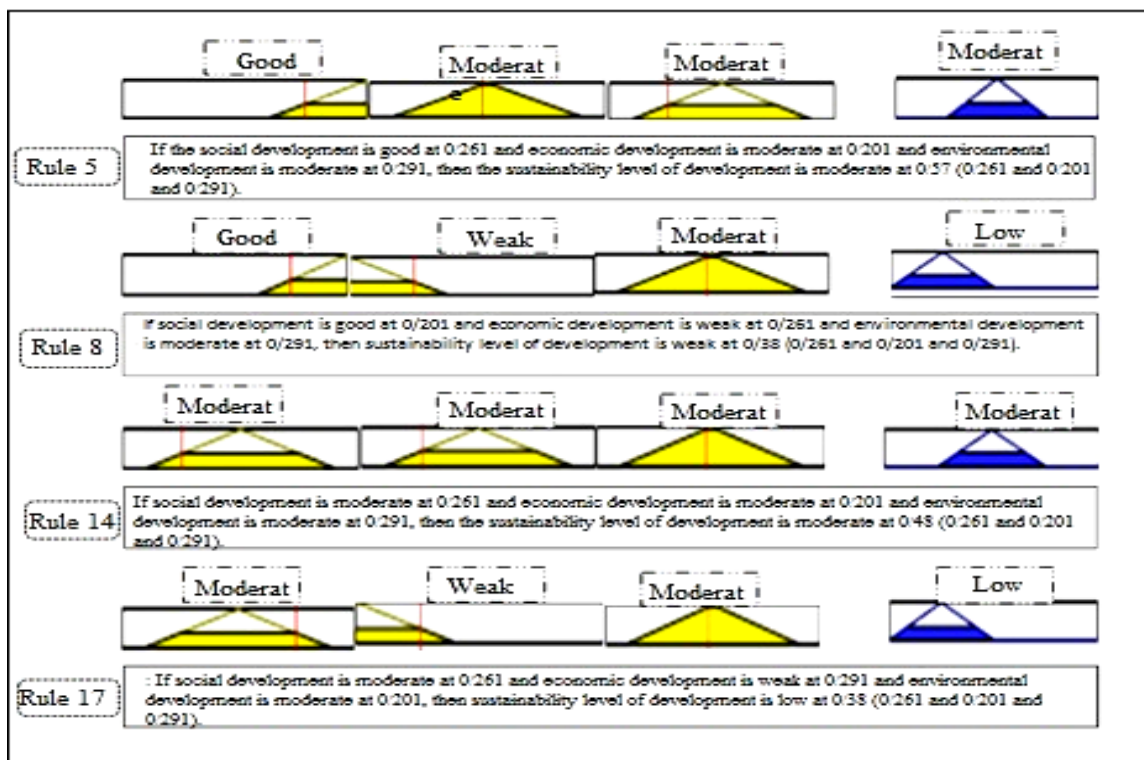 Good
Moderat
e
Moderat
Moderat
Rule 5
If the social development is good at 0.261 and economic development is moderate at 0.201 and environmental
development is moderate at 0.291, then the sustainability level of development is moderate at 0.57 (0.261 and 0.201
and 0.291).
Good
Weak
Moderat
Low
Rule 8
If social development is good at 0/201 and economic development is weak at 0/261 and environmental development
is moderate at 0/291, then sustainability level of development is weak at 0/38 (0/261 and 0/201 and 0/291).
Moderat
Moderat
Moderat
Moderat
Rule 14
If social development is moderate at 0.261 and economic development is moderate at 0.201 and environmental
development is moderate at 0.291, then the sustainability level of development is moderate at 0.48 (0.261 and 0.201
and 0.291).
Moderat
Weak
Moderat
Low
Rule 17
: If social development is moderate at 0.261 and economic development is weak at 0.291 and environmental
development is moderate at 0.201, then sustainability level of development is low at 0.38 (0.261 and 0.201 and
0.291).